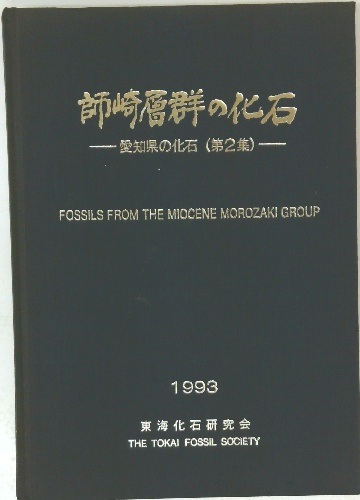 師崎層群の化石
── 愛知県の化石（第2集）──
FOSSILS FROM THE MIOCENE MOROZAKI GROUP
1993
東海化石研究会
THE TOKAI FOSSIL SOCIETY